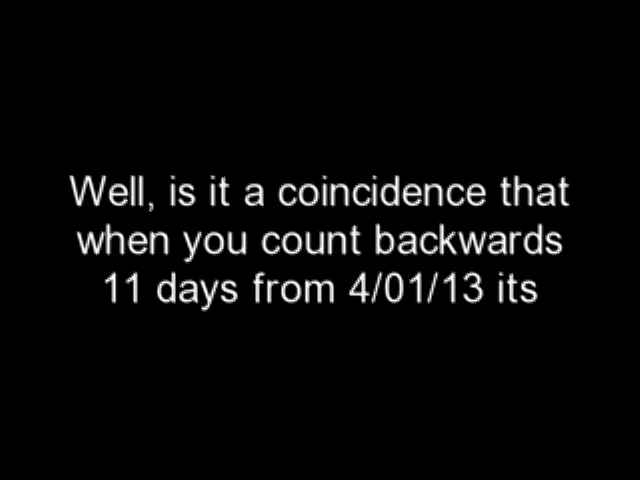 Well, is it a coincidence that
when you count backwards
11 days from 4/01/13 its